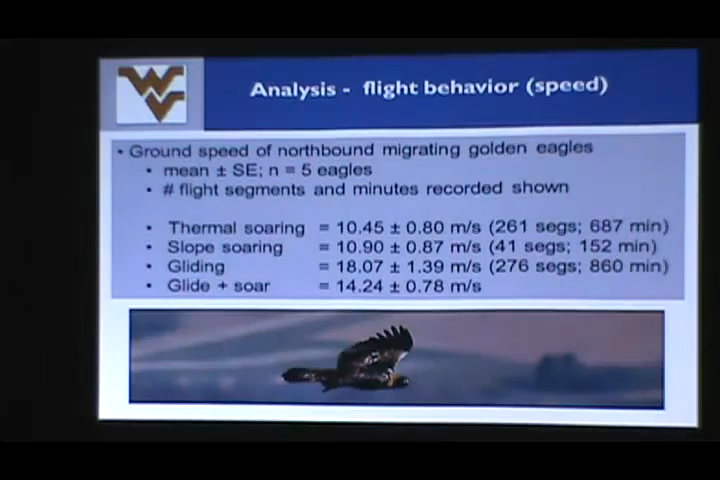 WV
Analysis - flight behavior (speed)
• Ground speed of northbound migrating golden eagles
• mean ± SE; n = 5 eagles
• # flight segments and minutes recorded shown
• Thermal soaring = 10.45 ± 0.80 m/s (261 segs; 687 min)
• Slope soaring = 10.90 ± 0.87 m/s (41 segs; 152 min)
• Gliding = 18.07 ± 1.39 m/s (276 segs; 860 min)
• Glide + soar = 14.24 ± 0.78 m/s